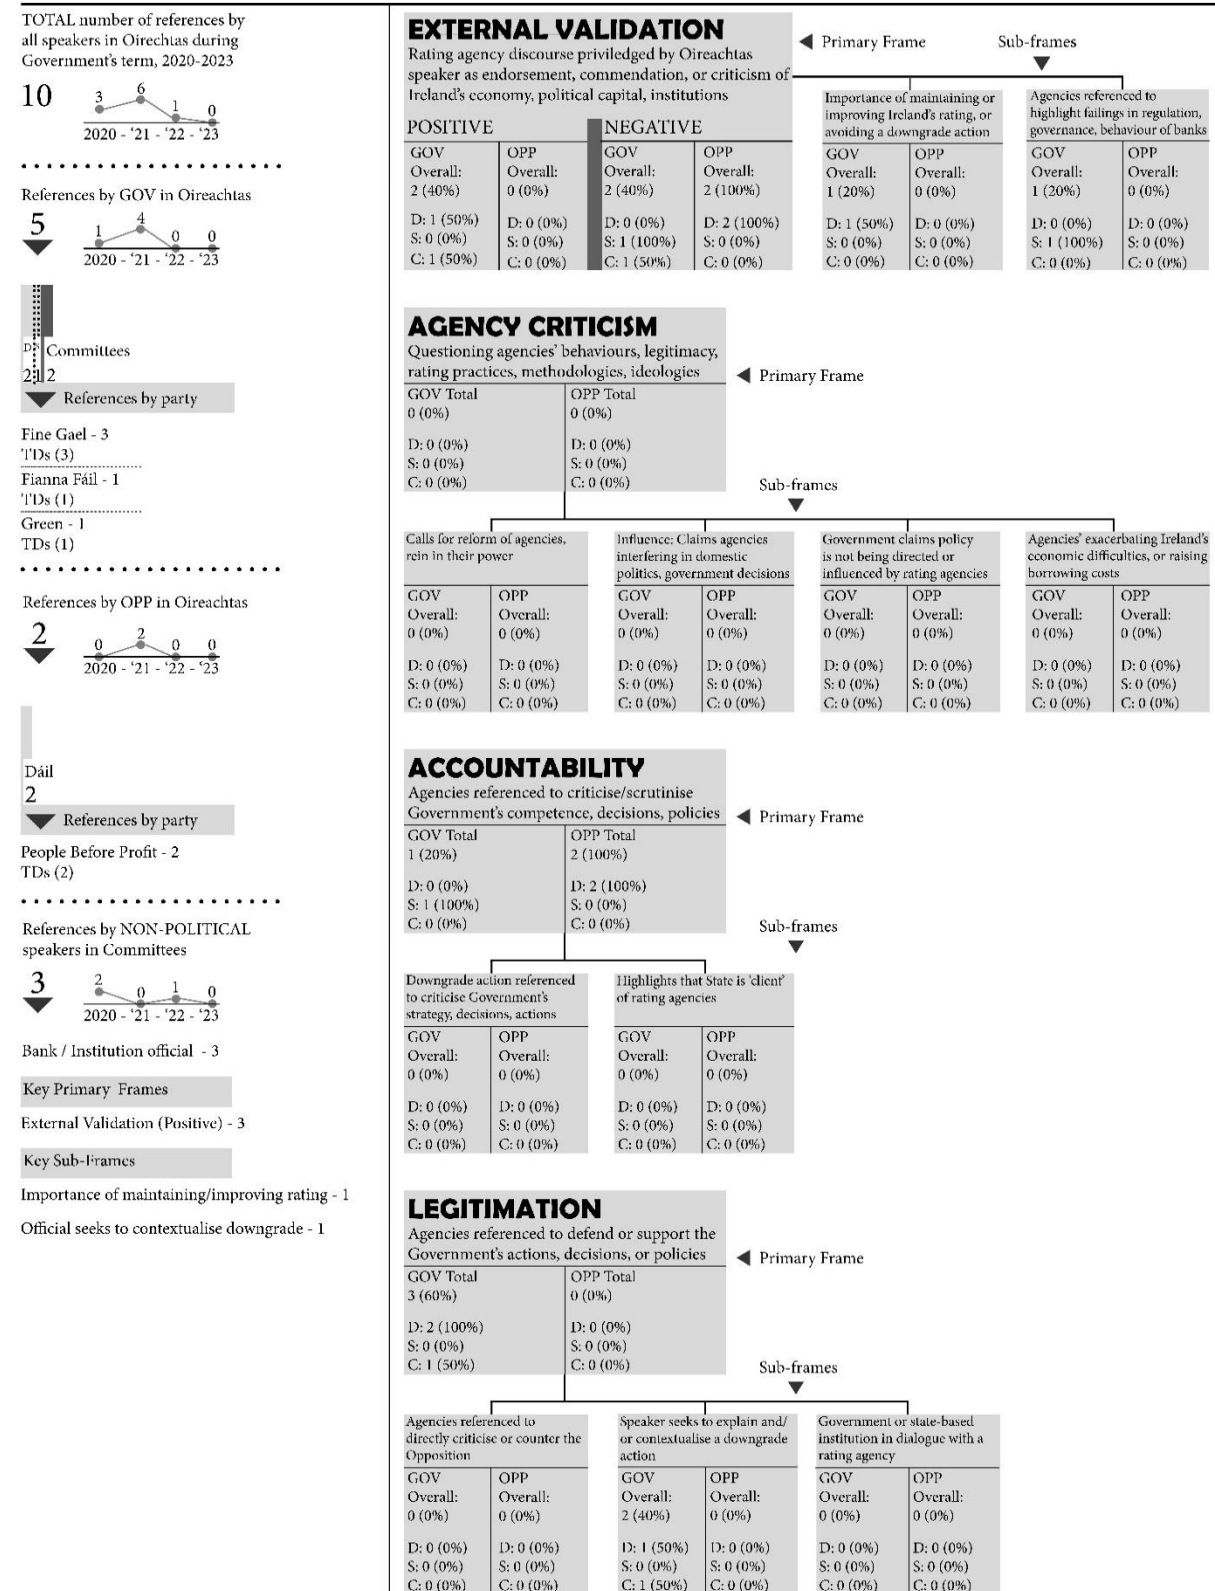 TOTAL number of references by
all speakers in Oirechtas during
Government's term, 2020-2023
10
3 6 1 0
2020 - '21 - '22 - '23
References by GOV in Oireachtas
5
1 4 0 0
2020 - '21 - '22 - '23
D S Committees
2 1 2
References by party
Fine Gael - 3
TDs (3)
Fianna Fáil - 1
TDs (1)
Green - 1
TDs (1)
References by OPP in Oireachtas
2
0 2 0 0
2020 - '21 - '22 - '23
Dáil
2
References by party
People Before Profit - 2
TDs (2)
References by NON-POLITICAL
speakers in Committees
3
2 0 1 0
2020 - '21 - '22 - '23
Bank / Institution official - 3
Key Primary Frames
External Validation (Positive) - 3
Key Sub-Frames
Importance of maintaining/improving rating - 1
Official seeks to contextualise downgrade - 1
EXTERNAL VALIDATION
Rating agency discourse priviledged by Oireachtas
speaker as endorsement, commendation, or criticism of
Ireland's economy, political capital, institutions
Primary Frame
Sub-frames
POSITIVE
GOV
Overall:
2 (40%)
D: 1 (50%)
S: 0 (0%)
C: 1 (50%)
OPP
Overall:
0 (0%)
D: 0 (0%)
S: 0 (0%)
C: 0 (0%)
NEGATIVE
GOV
Overall:
2 (40%)
D: 0 (0%)
S: 1 (100%)
C: 1 (50%)
OPP
Overall:
2 (100%)
D: 2 (100%)
S: 0 (0%)
C: 0 (0%)
Importance of maintaining or
improving Ireland's rating, or
avoiding a downgrade action
GOV
Overall:
1 (20%)
D: 1 (50%)
S: 0 (0%)
C: 0 (0%)
OPP
Overall:
0 (0%)
D: 0 (0%)
S: 0 (0%)
C: 0 (0%)
Agencies referenced to
highlight failings in regulation,
governance, behaviour of banks
GOV
Overall:
1 (20%)
D: 0 (0%)
S: 1 (100%)
C: 0 (0%)
OPP
Overall:
0 (0%)
D: 0 (0%)
S: 0 (0%)
C: 0 (0%)
AGENCY CRITICISM
Questioning agencies' behaviours, legitimacy,
rating practices, methodologies, ideologies
Primary Frame
GOV Total
0 (0%)
D: 0 (0%)
S: 0 (0%)
C: 0 (0%)
OPP Total
0 (0%)
D: 0 (0%)
S: 0 (0%)
C: 0 (0%)
Sub-frames
Calls for reform of agencies,
rein in their power
GOV
Overall:
0 (0%)
D: 0 (0%)
S: 0 (0%)
C: 0 (0%)
OPP
Overall:
0 (0%)
D: 0 (0%)
S: 0 (0%)
C: 0 (0%)
Influence: Claims agencies
interfering in domestic
politics, government decisions
GOV
Overall:
0 (0%)
D: 0 (0%)
S: 0 (0%)
C: 0 (0%)
OPP
Overall:
0 (0%)
D: 0 (0%)
S: 0 (0%)
C: 0 (0%)
Government claims policy
is not being directed or
influenced by rating agencies
GOV
Overall:
0 (0%)
D: 0 (0%)
S: 0 (0%)
C: 0 (0%)
OPP
Overall:
0 (0%)
D: 0 (0%)
S: 0 (0%)
C: 0 (0%)
Agencies' exacerbating Ireland's
economic difficulties, or raising
borrowing costs
GOV
Overall:
0 (0%)
D: 0 (0%)
S: 0 (0%)
C: 0 (0%)
OPP
Overall:
0 (0%)
D: 0 (0%)
S: 0 (0%)
C: 0 (0%)
ACCOUNTABILITY
Agencies referenced to criticise/scrutinise
Government's competence, decisions, policies
Primary Frame
GOV Total
1 (20%)
D: 0 (0%)
S: 1 (100%)
C: 0 (0%)
OPP Total
2 (100%)
D: 2 (100%)
S: 0 (0%)
C: 0 (0%)
Sub-frames
Downgrade action referenced
to criticise Government's
strategy, decisions, actions
GOV
Overall:
0 (0%)
D: 0 (0%)
S: 0 (0%)
C: 0 (0%)
OPP
Overall:
0 (0%)
D: 0 (0%)
S: 0 (0%)
C: 0 (0%)
Highlights that State is 'client'
of rating agencies
GOV
Overall:
0 (0%)
D: 0 (0%)
S: 0 (0%)
C: 0 (0%)
OPP
Overall:
0 (0%)
D: 0 (0%)
S: 0 (0%)
C: 0 (0%)
LEGITIMATION
Agencies referenced to defend or support the
Government's actions, decisions, or policies
Primary Frame
GOV Total
3 (60%)
D: 2 (100%)
S: 0 (0%)
C: 1 (50%)
OPP Total
0 (0%)
D: 0 (0%)
S: 0 (0%)
C: 0 (0%)
Sub-frames
Agencies referenced to
directly criticise or counter the
Opposition
GOV
Overall:
0 (0%)
D: 0 (0%)
S: 0 (0%)
C: 0 (0%)
OPP
Overall:
0 (0%)
D: 0 (0%)
S: 0 (0%)
C: 0 (0%)
Speaker seeks to explain and/
or contextualise a downgrade
action
GOV
Overall:
2 (40%)
D: 1 (50%)
S: 0 (0%)
C: 1 (50%)
OPP
Overall:
0 (0%)
D: 0 (0%)
S: 0 (0%)
C: 0 (0%)
Government or state-based
institution in dialogue with a
rating agency
GOV
Overall:
0 (0%)
D: 0 (0%)
S: 0 (0%)
C: 0 (0%)
OPP
Overall:
0 (0%)
D: 0 (0%)
S: 0 (0%)
C: 0 (0%)